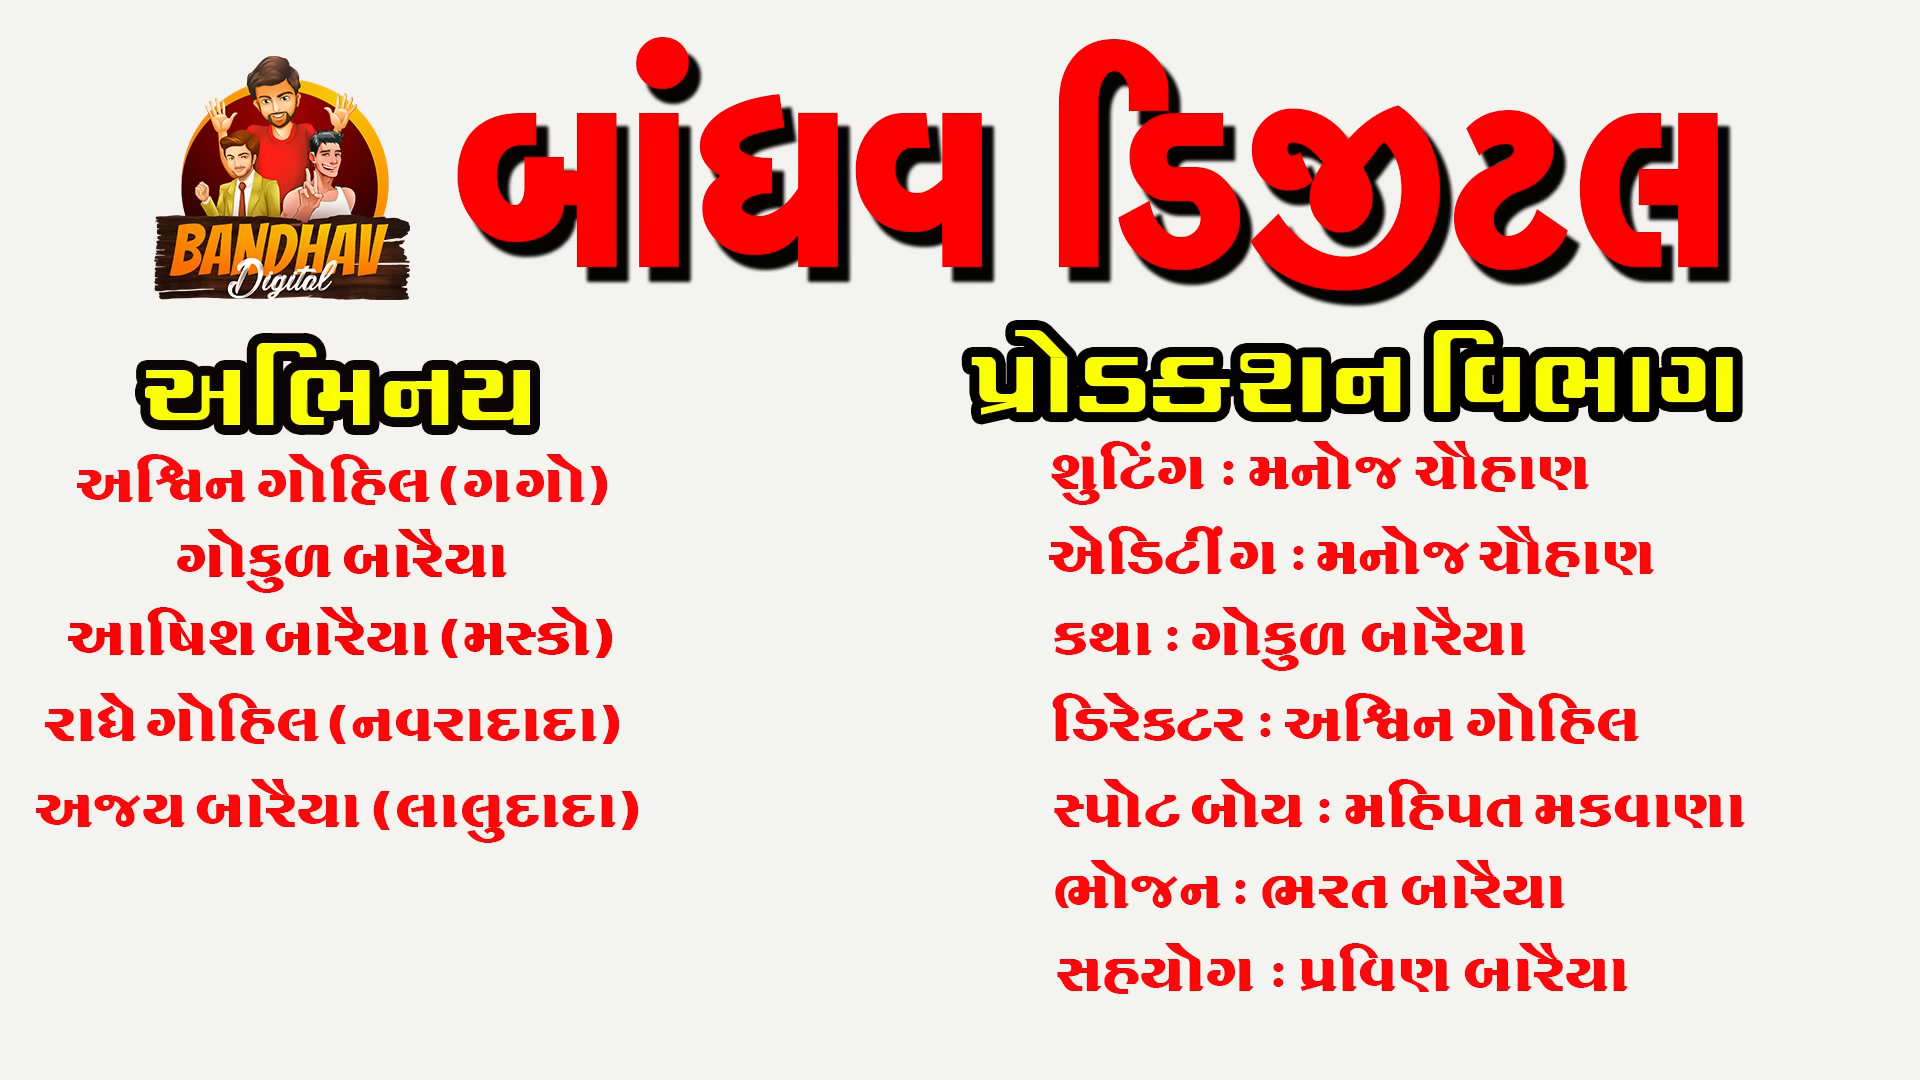 BANDHAV
Digital
બાંધવ ડિજીટલ
અભિનય
અશ્વિન ગોહિલ (ગગો)
ગોકુળ બારૈયા
આષિશ બારૈયા (મસ્કો)
રાધે ગોહિલ (નવરાદાદા)
અજય બારૈયા (લાલુદાદા)
પ્રોડકશન વિભાગ
શુટિંગ : મનોજ ચૌહાણ
એડિટીંગ : મનોજ ચૌહાણ
કથા : ગોકુળ બારૈયા
ડિરેકટર : અશ્વિન ગોહિલ
સ્પોટ બોય : મહિપત મકવાણા
ભોજન : ભરત બારૈયા
સહયોગ : પ્રવિણ બારૈયા